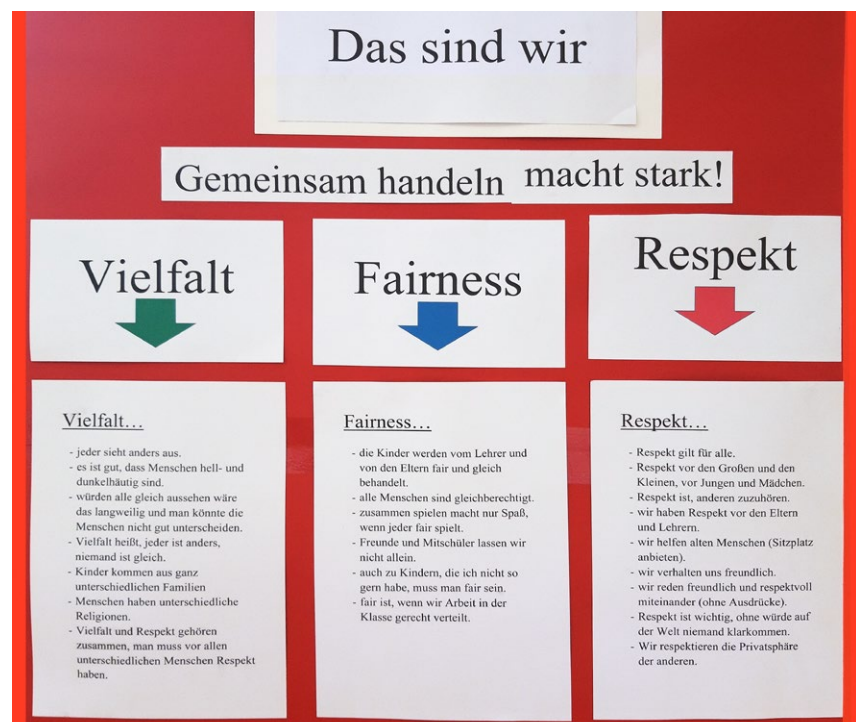 Das sind wir
Gemeinsam handeln macht stark!
Vielfalt
Fairness
Respekt
Vielfalt...
- jeder sieht anders aus.
- es ist gut, dass Menschen hell- und
dunkelhäutig sind.
- würden alle gleich aussehen wäre
das langweilig und man könnte die
Menschen nicht gut unterscheiden.
- Vielfalt heißt, jeder ist anders,
niemand ist gleich.
- Kinder kommen aus ganz
unterschiedlichen Familien
- Menschen haben unterschiedliche
Religionen.
- Vielfalt und Respekt gehören
zusammen, man muss vor allen
unterschiedlichen Menschen Respekt
haben.
Fairness...
- die Kinder werden vom Lehrer und
von den Eltern fair und gleich
behandelt.
- alle Menschen sind gleichberechtigt.
- zusammen spielen macht nur Spaß,
wenn jeder fair spielt.
- Freunde und Mitschüler lassen wir
nicht allein.
- auch zu Kindern, die ich nicht so
gern habe, muss man fair sein.
- fair ist, wenn wir Arbeit in der
Klasse gerecht verteilt.
Respekt...
- Respekt gilt für alle.
- Respekt vor den Großen und den
Kleinen, vor Jungen und Mädchen.
- Respekt ist, anderen zuzuhören.
- wir haben Respekt vor den Eltern
und Lehrern.
- wir helfen alten Menschen (Sitzplatz
anbieten).
- wir verhalten uns freundlich.
- wir reden freundlich und respektvoll
miteinander (ohne Ausdrücke).
- Respekt ist wichtig, ohne würde auf
der Welt niemand klarkommen.
- Wir respektieren die Privatsphäre
der anderen.